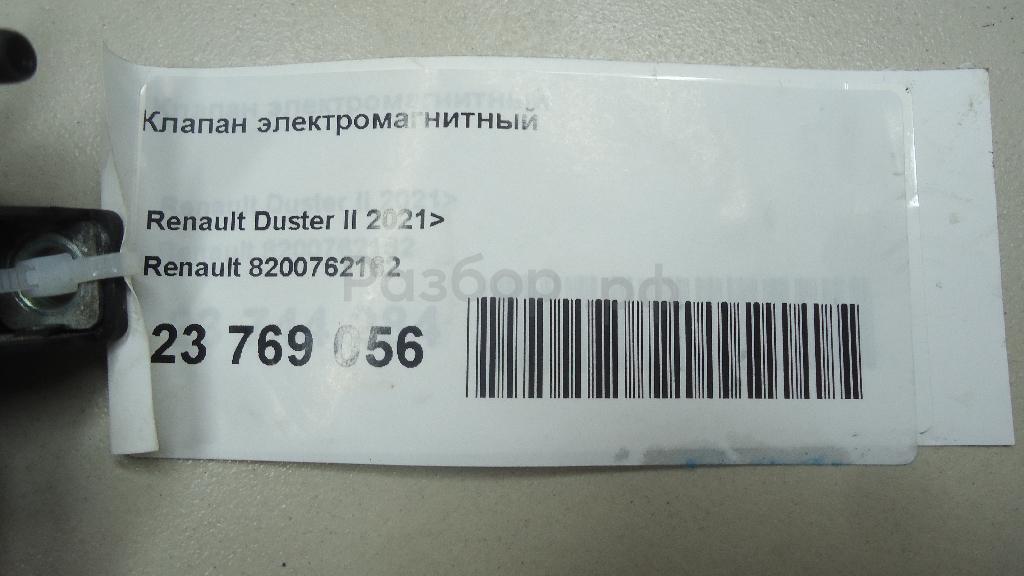 Клапан электромагнитный
Renault Duster II 2021>
Renault 8200762162
23 769 056
Разбор.рф